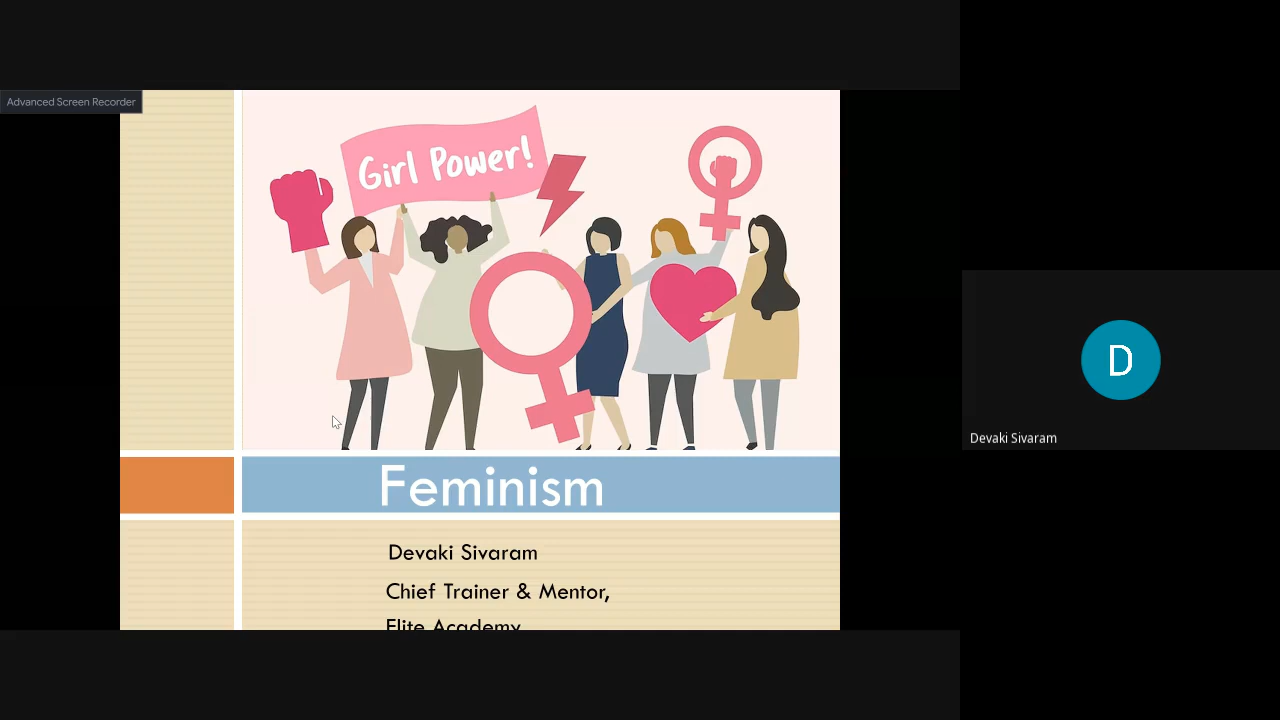 Advanced Screen Recorder
Girl Power!
Feminism
Devaki Sivaram
Chief Trainer & Mentor,
Elite Academy
D
Devaki Sivaram